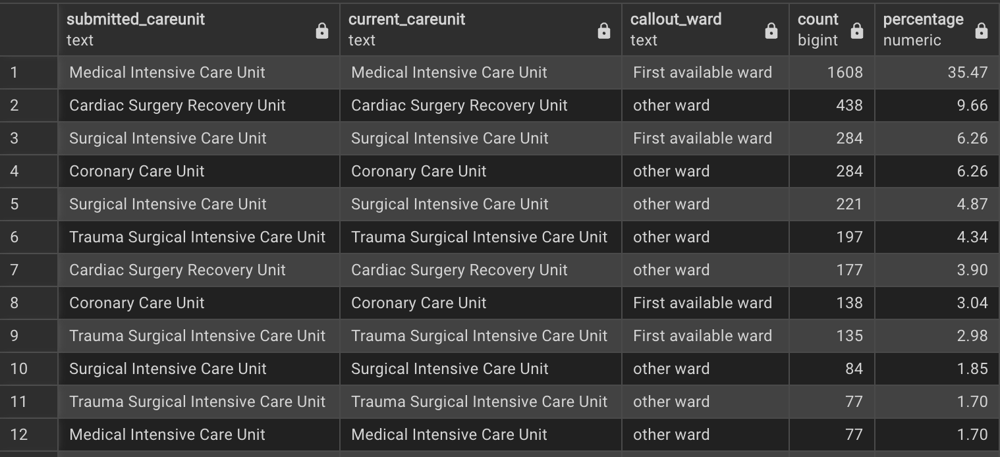 submitted_careunit current_careunit callout_ward count percentage
text text text bigint numeric
1 Medical Intensive Care Unit Medical Intensive Care Unit First available ward 1608 35.47
2 Cardiac Surgery Recovery Unit Cardiac Surgery Recovery Unit other ward 438 9.66
3 Surgical Intensive Care Unit Surgical Intensive Care Unit First available ward 284 6.26
4 Coronary Care Unit Coronary Care Unit other ward 284 6.26
5 Surgical Intensive Care Unit Surgical Intensive Care Unit other ward 221 4.87
6 Trauma Surgical Intensive Care Unit Trauma Surgical Intensive Care Unit other ward 197 4.34
7 Cardiac Surgery Recovery Unit Cardiac Surgery Recovery Unit other ward 177 3.90
8 Coronary Care Unit Coronary Care Unit First available ward 138 3.04
9 Trauma Surgical Intensive Care Unit Trauma Surgical Intensive Care Unit First available ward 135 2.98
10 Surgical Intensive Care Unit Surgical Intensive Care Unit other ward 84 1.85
11 Trauma Surgical Intensive Care Unit Trauma Surgical Intensive Care Unit other ward 77 1.70
12 Medical Intensive Care Unit Medical Intensive Care Unit other ward 77 1.70